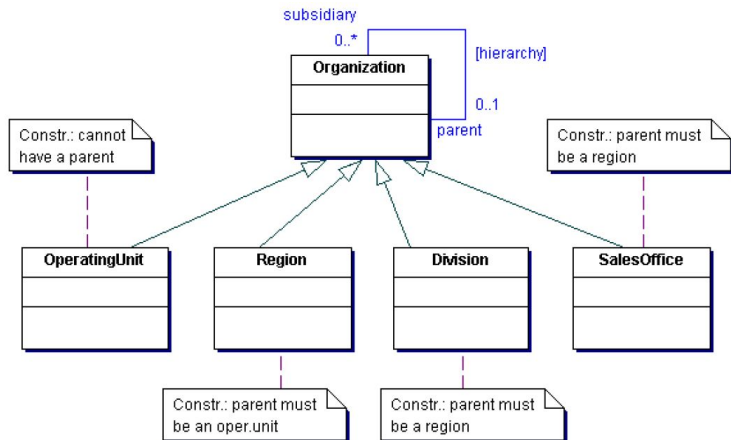 subsidiary
0..*
[hierarchy]
Organization
0..1
parent
Constr.: cannot
have a parent
Constr.: parent must
be a region
OperatingUnit
Region
Division
SalesOffice
Constr.: parent must
be an oper.unit
Constr.: parent must
be a region